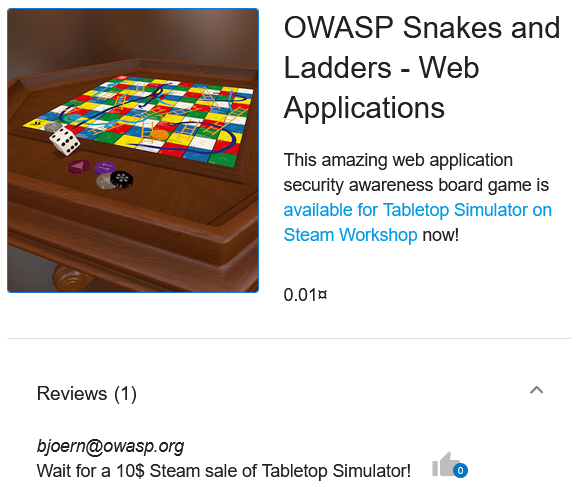 OWASP Snakes and
Ladders - Web
Applications
This amazing web application
security awareness board game is
available for Tabletop Simulator on
Steam Workshop now!
0.01¤
Reviews (1)
bjoern@owasp.org
Wait for a 10$ Steam sale of Tabletop Simulator!
0